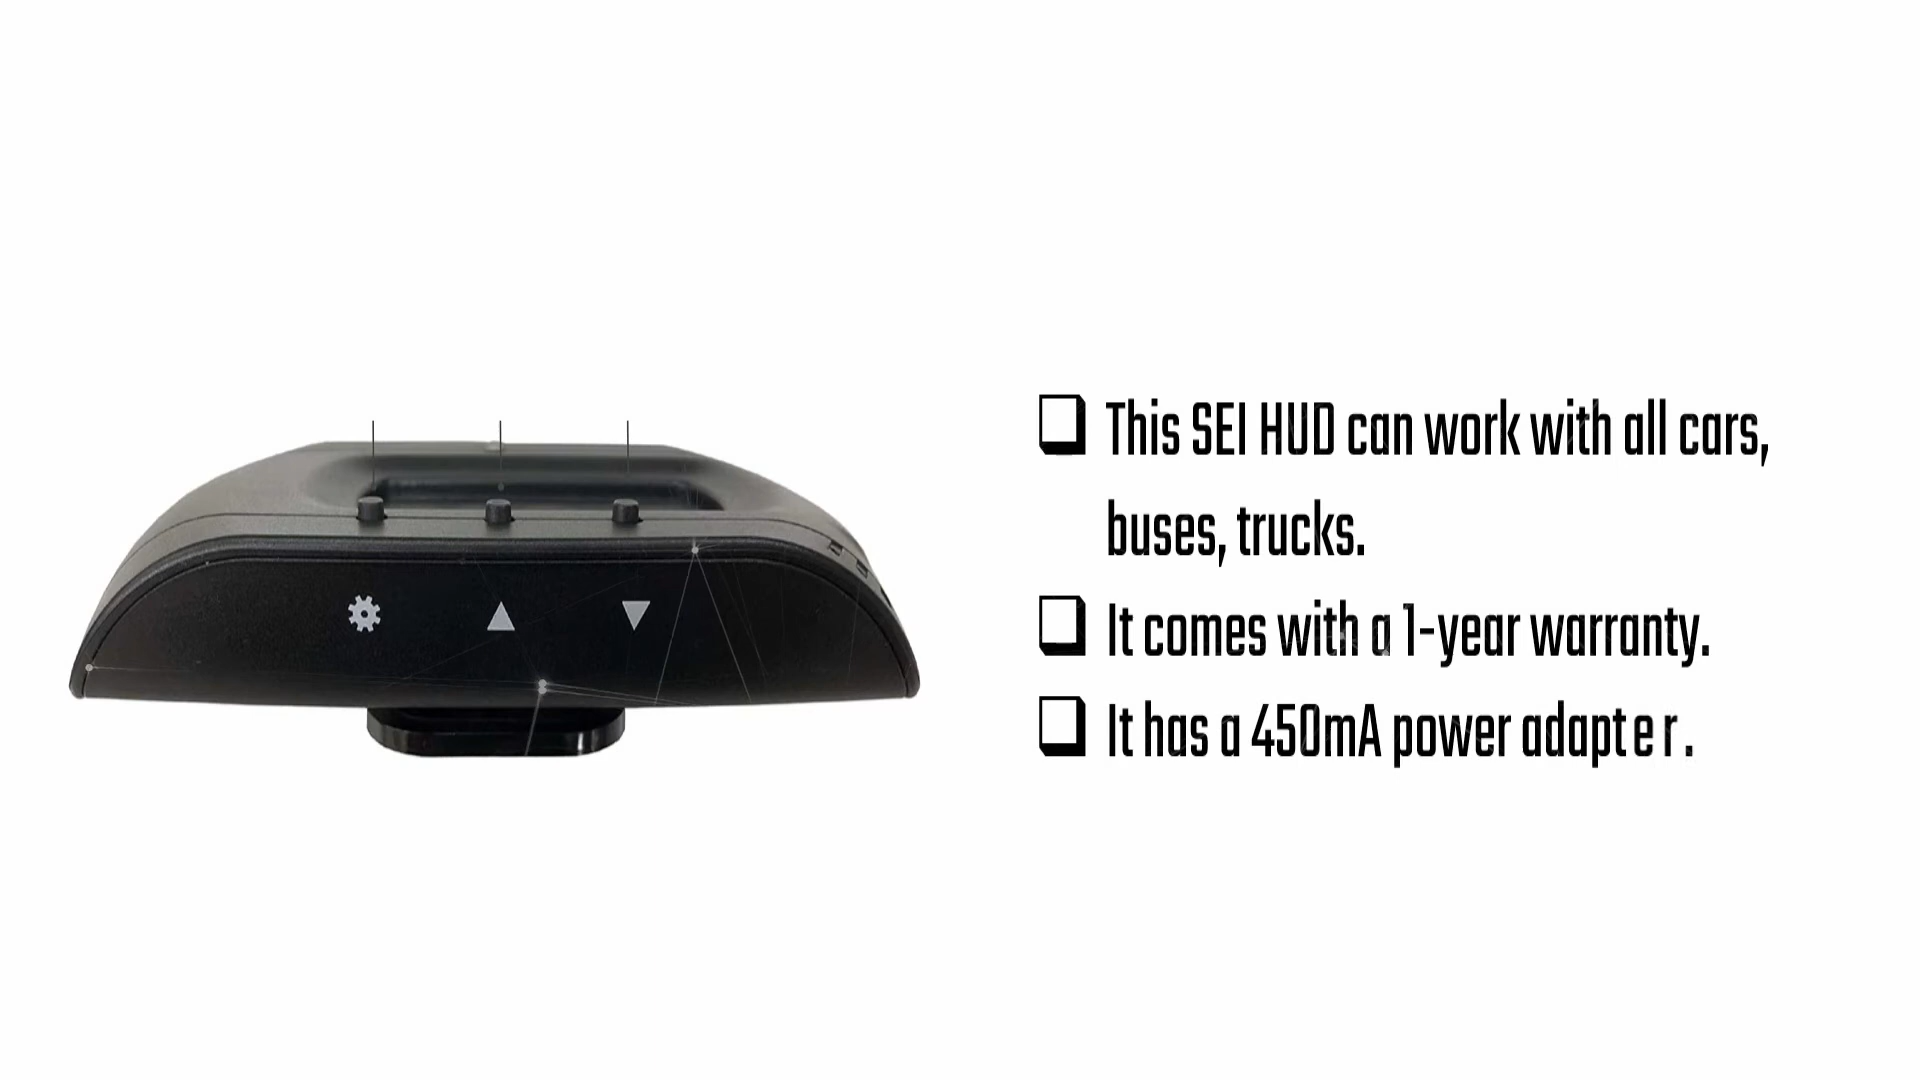 This SEI HUD can work with all cars,
buses, trucks.
It comes with a 1-year warranty.
It has a 450mA power adapter.